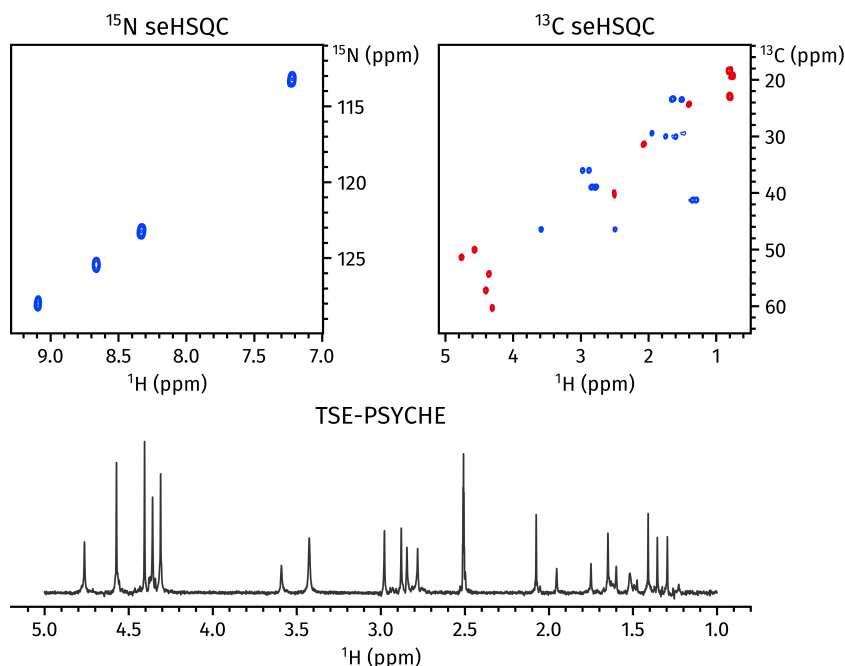 ¹⁵N seHSQC
¹⁵N (ppm)
115
120
125
9.0 8.5 8.0 7.5 7.0
¹H (ppm)
¹³C seHSQC
¹³C (ppm)
20
30
40
50
60
5 4 3 2 1
¹H (ppm)
TSE-PSYCHE
5.0 4.5 4.0 3.5 3.0 2.5 2.0 1.5 1.0
¹H (ppm)